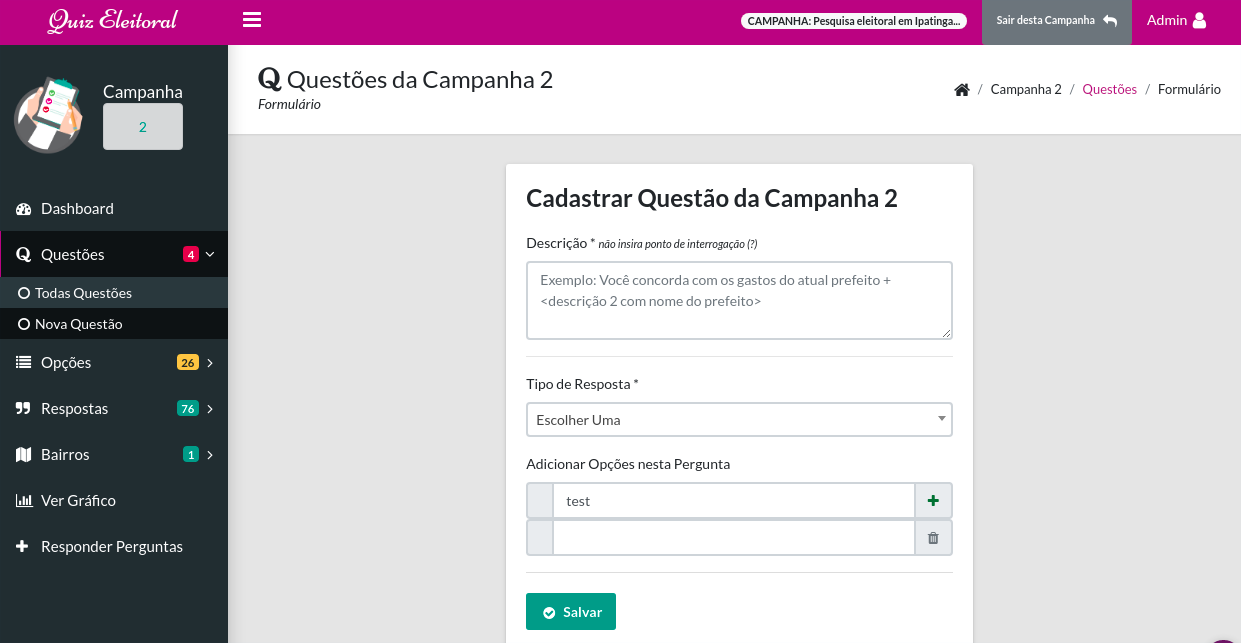 Quiz Eleitoral
CAMPANHA: Pesquisa eleitoral em Ipatinga...
Sair desta Campanha
Admin
Campanha
2
Dashboard
Questões 4
Todas Questões
Nova Questão
Opções 26
Respostas 76
Bairros 1
Ver Gráfico
Responder Perguntas
Q Questões da Campanha 2
Formulário
/ Campanha 2 / Questões / Formulário
Cadastrar Questão da Campanha 2
Descrição * não insira ponto de interrogação (?)
Exemplo: Você concorda com os gastos do atual prefeito +
<descrição 2 com nome do prefeito>
Tipo de Resposta *
Escolher Uma
Adicionar Opções nesta Pergunta
test
Salvar